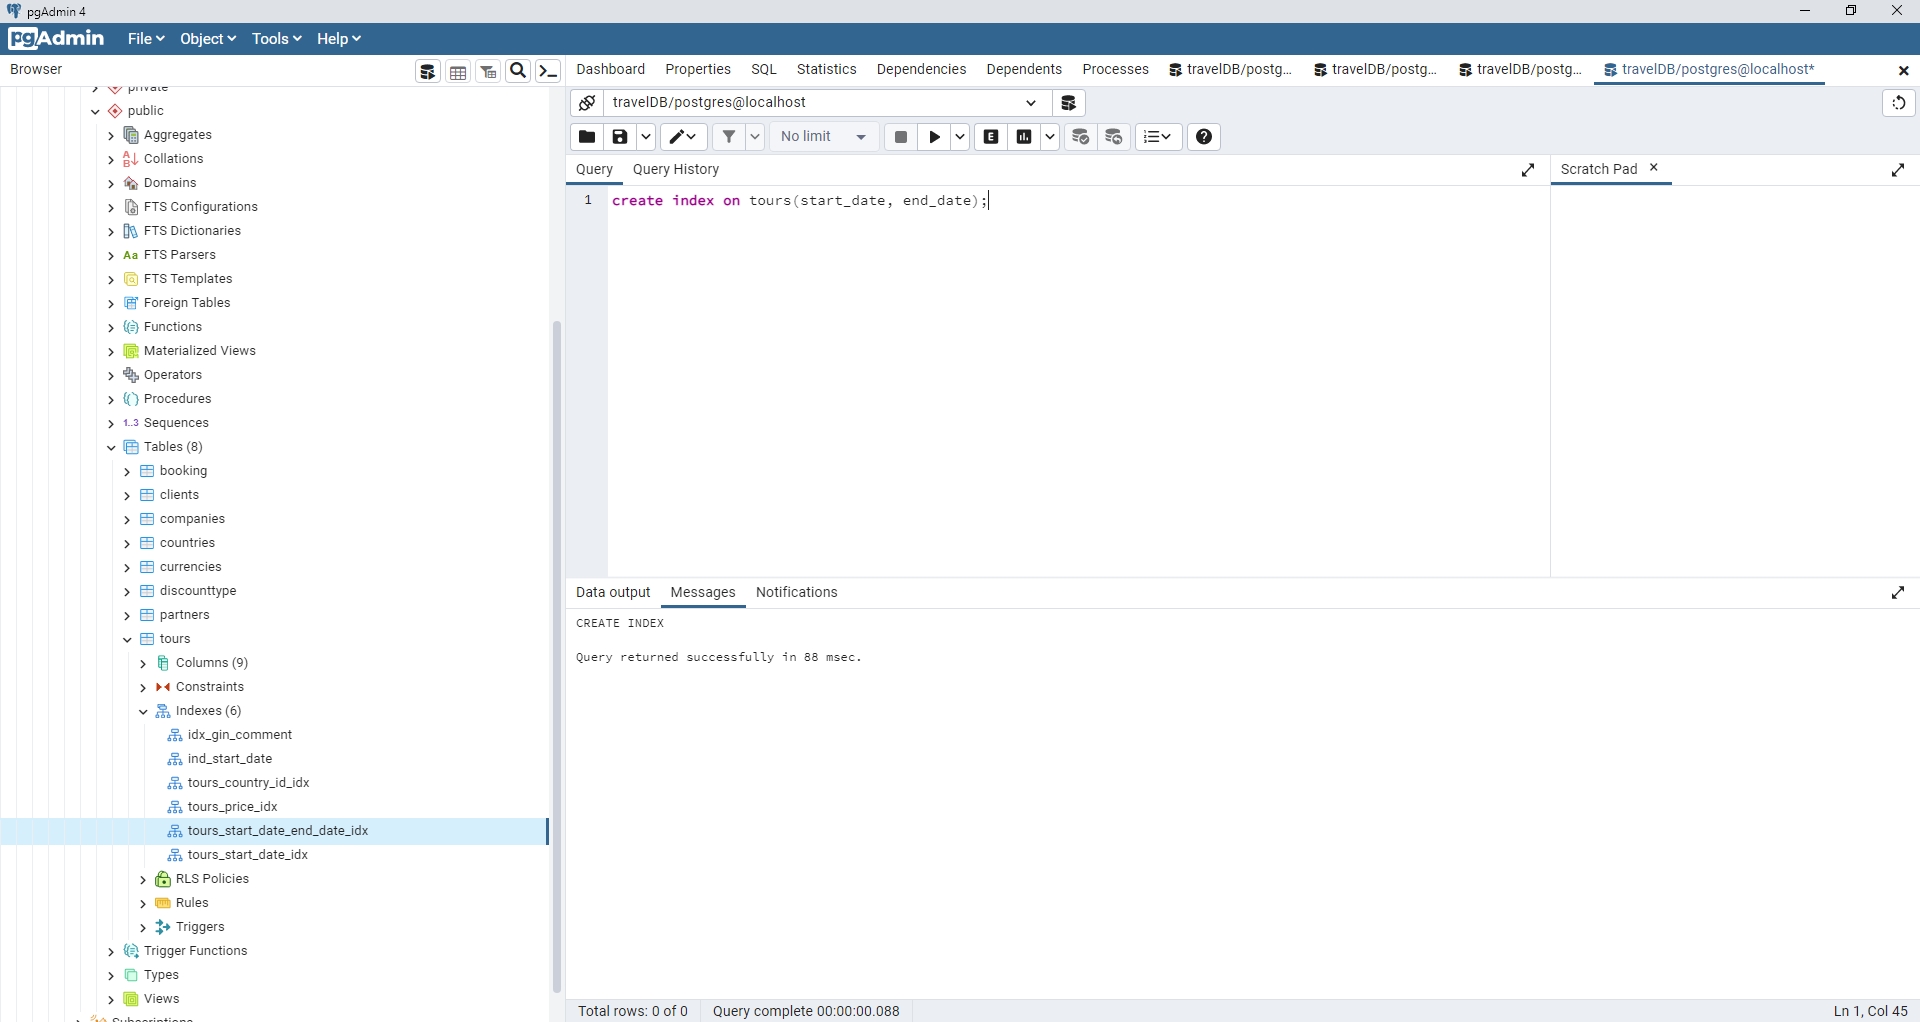 pgAdmin 4
pgAdmin File Object Tools Help
Browser
Dashboard Properties SQL Statistics Dependencies Dependents Processes travelDB/postg... travelDB/postg... travelDB/postg... travelDB/postgres@localhost*
travelDB/postgres@localhost
No limit
Query Query History
Scratch Pad
1 create index on tours(start_date, end_date);
private
public
Aggregates
Collations
Domains
FTS Configurations
FTS Dictionaries
Aa FTS Parsers
FTS Templates
Foreign Tables
Functions
Materialized Views
Operators
Procedures
1..3 Sequences
Tables (8)
booking
clients
companies
countries
currencies
discounttype
partners
tours
Columns (9)
Constraints
Indexes (6)
idx_gin_comment
ind_start_date
tours_country_id_idx
tours_price_idx
tours_start_date_end_date_idx
tours_start_date_idx
RLS Policies
Rules
Triggers
Trigger Functions
Types
Views
Subscriptions
Data output Messages Notifications
CREATE INDEX
Query returned successfully in 88 msec.
Total rows: 0 of 0 Query complete 00:00:00.088 Ln 1, Col 45